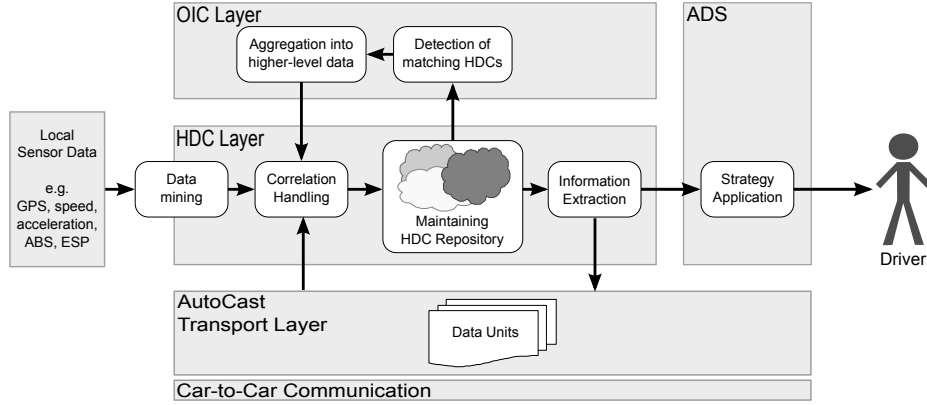 OIC Layer
Aggregation into
higher-level data
Detection of
matching HDCs
ADS
Local
Sensor Data
e.g.
GPS, speed,
acceleration,
ABS, ESP
HDC Layer
Data
mining
Correlation
Handling
Maintaining
HDC Repository
Information
Extraction
Strategy
Application
Driver
AutoCast
Transport Layer
Data Units
Car-to-Car Communication